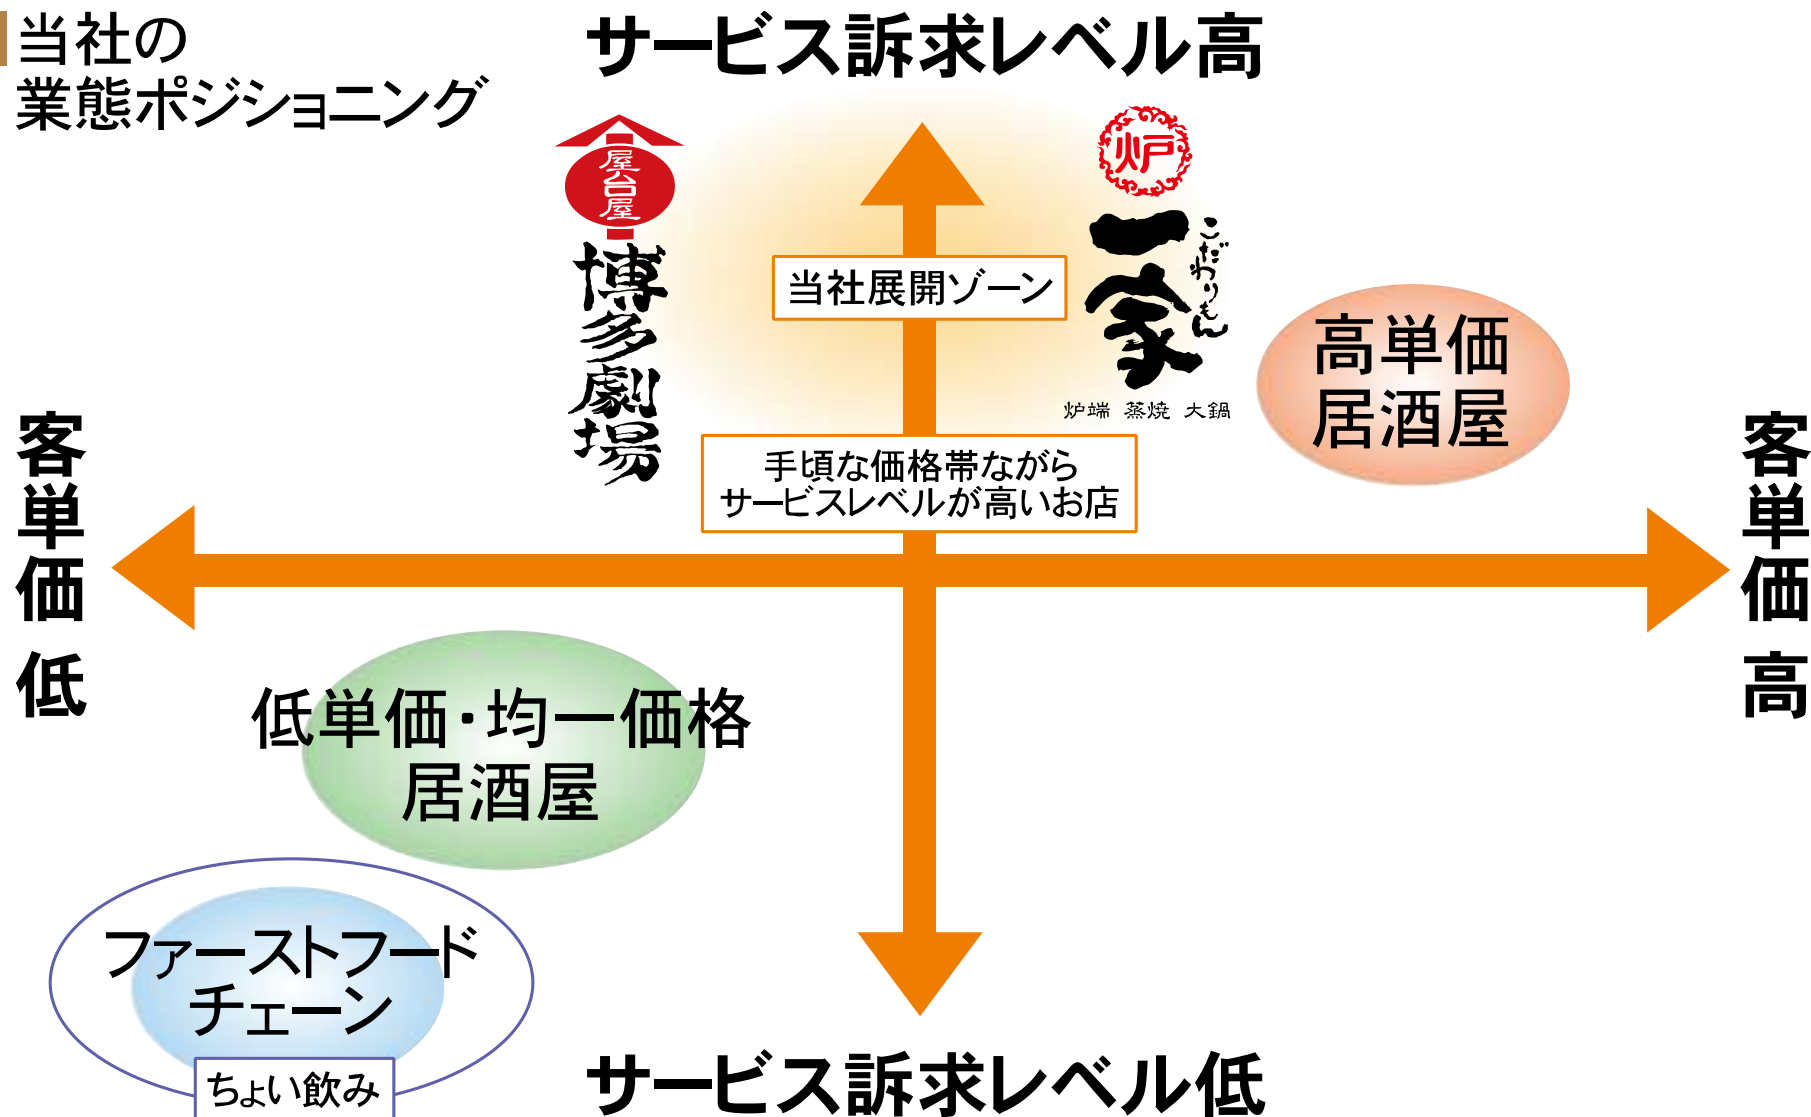 当社の
業態ポジショニング
サービス訴求レベル高
屋台屋
博多劇場
炉
一家
こだわりもん
炉端 蒸焼 大鍋
当社展開ゾーン
高単価
居酒屋
手頃な価格帯ながら
サービスレベルが高いお店
客単価 低
客単価 高
低単価・均一価格
居酒屋
ファーストフード
チェーン
ちょい飲み
サービス訴求レベル低